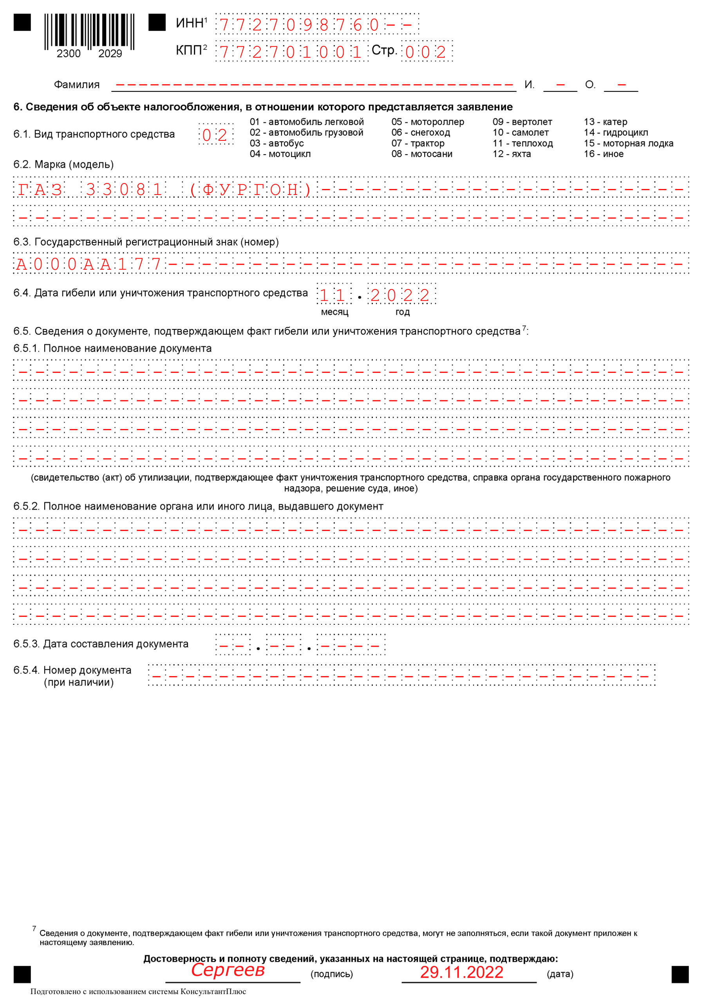 ИНН¹ 7727098760--
КПП² 772701001 Стр. 002
2300 2029
Фамилия ----------------------------------- И. - О. -
6. Сведения об объекте налогообложения, в отношении которого представляется заявление
6.1. Вид транспортного средства 02
01 - автомобиль легковой 05 - мотороллер 09 - вертолет 13 - катер
02 - автомобиль грузовой 06 - снегоход 10 - самолет 14 - гидроцикл
03 - автобус 07 - трактор 11 - теплоход 15 - моторная лодка
04 - мотоцикл 08 - мотосани 12 - яхта 16 - иное
6.2. Марка (модель)
ГАЗ 33081 (ФУРГОН)----------------------
----------------------------------------
6.3. Государственный регистрационный знак (номер)
А000АА177-------------------------------
6.4. Дата гибели или уничтожения транспортного средства 11.2022
месяц год
6.5. Сведения о документе, подтверждающем факт гибели или уничтожения транспортного средства⁷:
6.5.1. Полное наименование документа
----------------------------------------
----------------------------------------
----------------------------------------
----------------------------------------
(свидетельство (акт) об утилизации, подтверждающее факт уничтожения транспортного средства, справка органа государственного пожарного
надзора, решение суда, иное)
6.5.2. Полное наименование органа или иного лица, выдавшего документ
----------------------------------------
----------------------------------------
----------------------------------------
----------------------------------------
6.5.3. Дата составления документа --.--.----
6.5.4. Номер документа ------------------------------
(при наличии)
⁷ Сведения о документе, подтверждающем факт гибели или уничтожения транспортного средства, могут не заполняться, если такой документ приложен к
настоящему заявлению.
Достоверность и полноту сведений, указанных на настоящей странице, подтверждаю:
Сергеев (подпись) 29.11.2022 (дата)
Подготовлено с использованием системы КонсультантПлюс